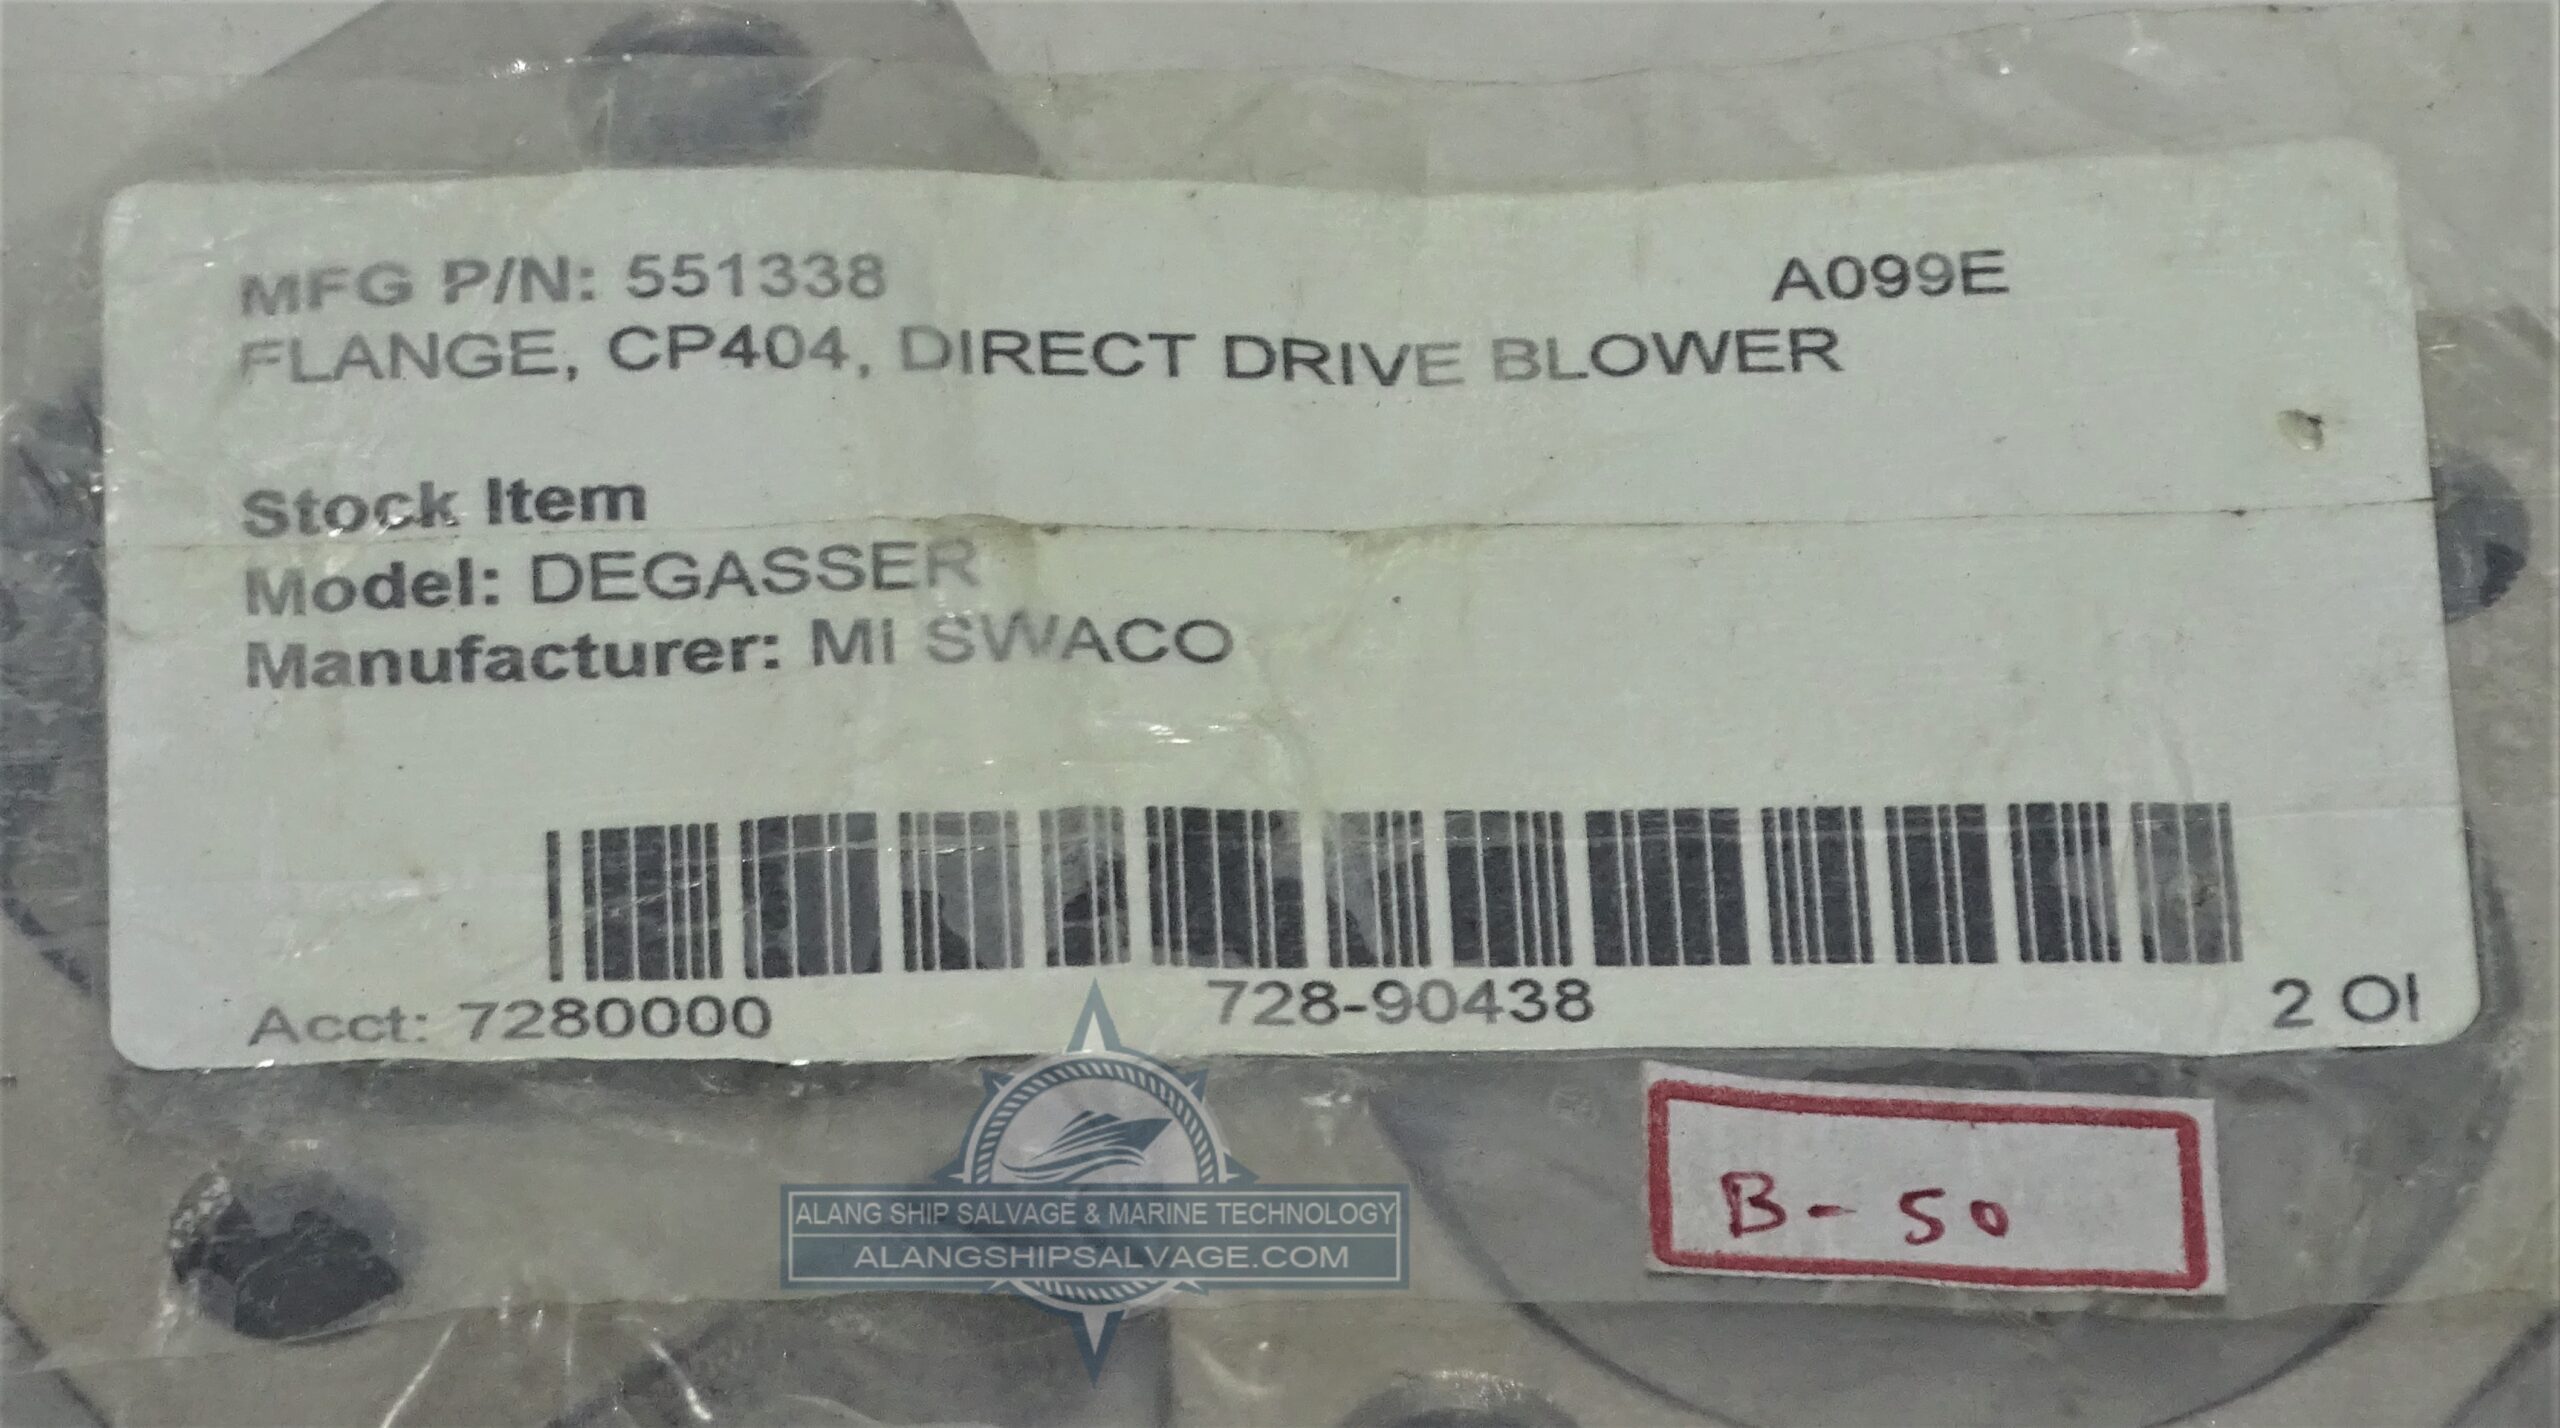 MFG P/N: 551338 A099E
FLANGE, CP404, DIRECT DRIVE BLOWER
Stock Item
Model: DEGASSER
Manufacturer: MI SWACO
Acct: 7280000 728-90438 2 OI
B-50
ALANG SHIP SALVAGE & MARINE TECHNOLOGY
ALANGSHIPSALVAGE.COM